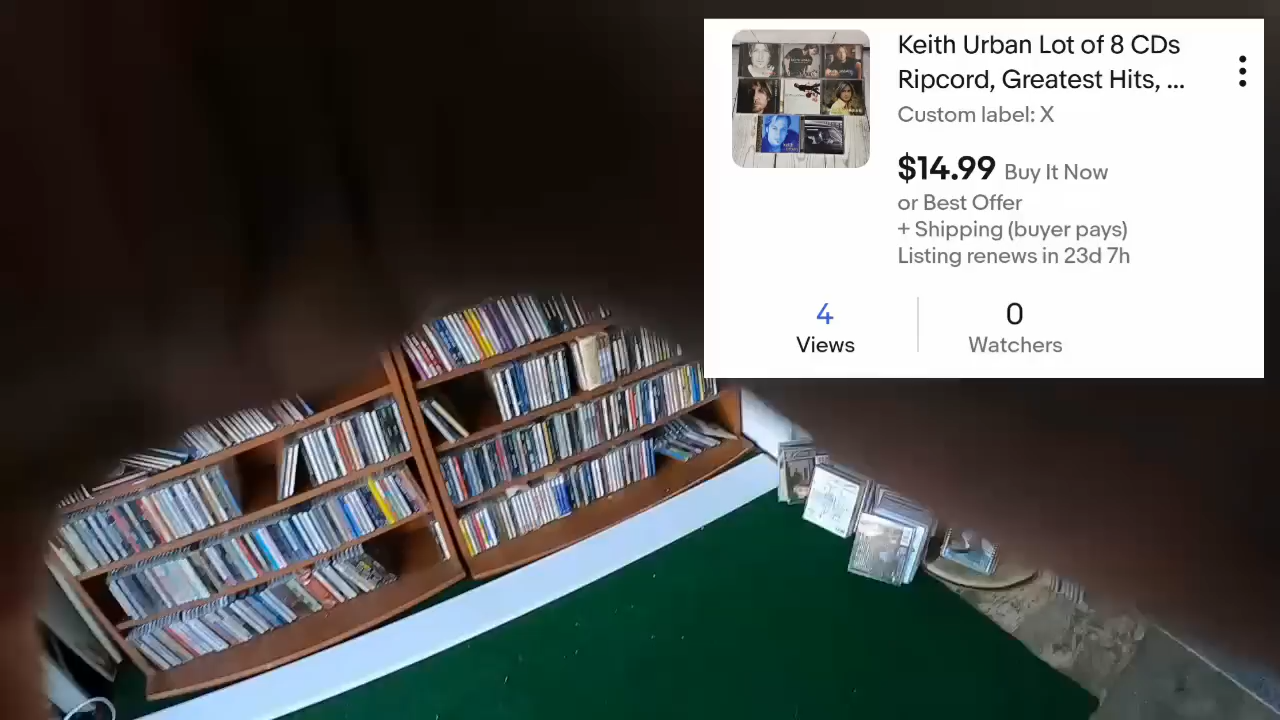 Keith Urban Lot of 8 CDs
Ripcord, Greatest Hits, ...
Custom label: X
$14.99 Buy It Now
or Best Offer
+ Shipping (buyer pays)
Listing renews in 23d 7h
4
Views
0
Watchers